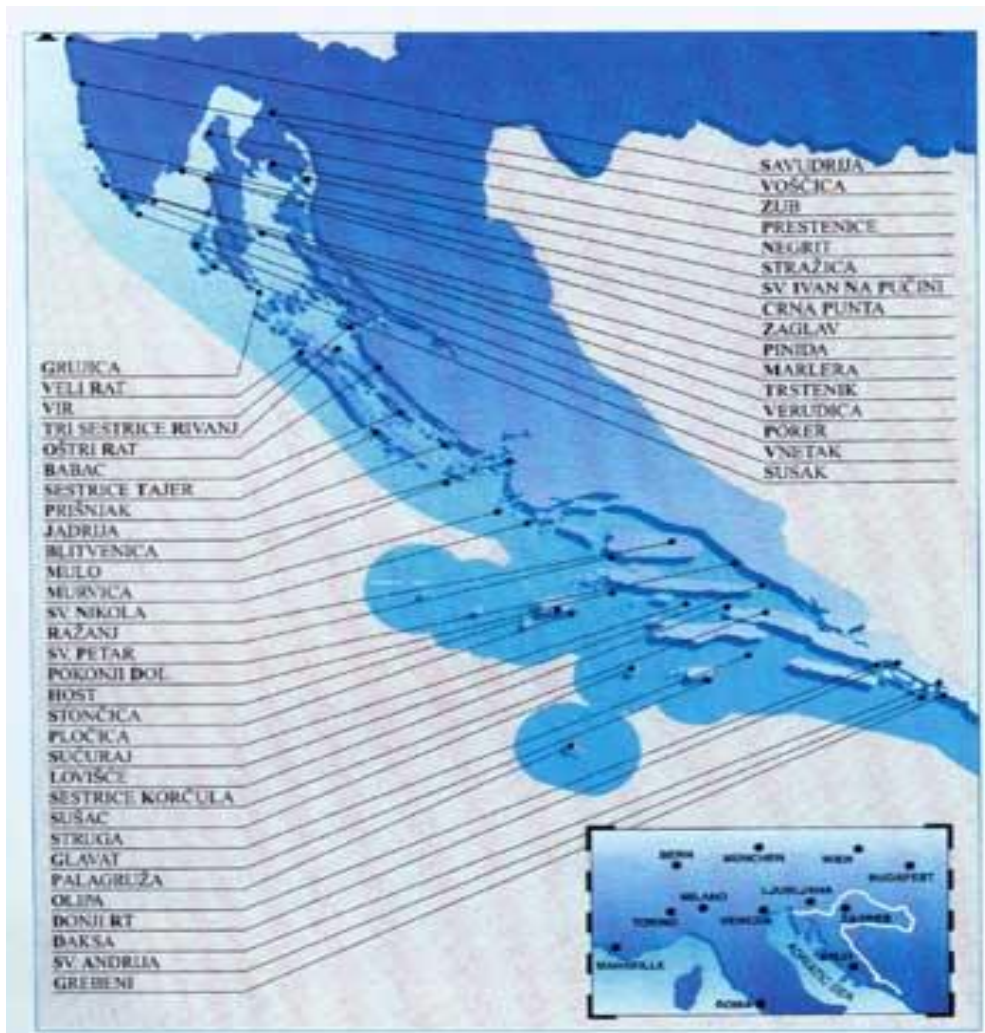 SAVUDRIJA
VOŠĆICA
ZUB
PRESTENICE
NEGRIT
STRAŽICA
SV. IVAN NA PUČINI
CRNA PUNTA
ZAGLAV
PINIDA
MARLERA
TRSTENIK
VERUDICA
PORER
VNETAK
SUSAK
GRUJICA
VELI RAT
VIR
TRI SESTRICE RIVANJ
OŠTRI RAT
BABAC
SESTRICE TAJER
PRIŠNJAK
JADRIJA
BLITVENICA
MULO
MURVICA
SV. NIKOLA
RAŽANJ
SV. PETAR
POKONJI DOL
HOST
STONČICA
PLOČICA
SUĆURAJ
LOVIŠĆE
SESTRICE KORČULA
SUŠAC
STRUGA
GLAVAT
PALAGRUŽA
OLIPA
DONJI RT
DAKSA
SV. ANDRIJA
GREBENI
BERN
MÜNCHEN
WIEN
BUDAPEST
LJUBLJANA
MILANO
ZAGREB
TORINO
VENEZIA
SPLIT
ADRIATIC SEA
MARSEILLE
ROMA